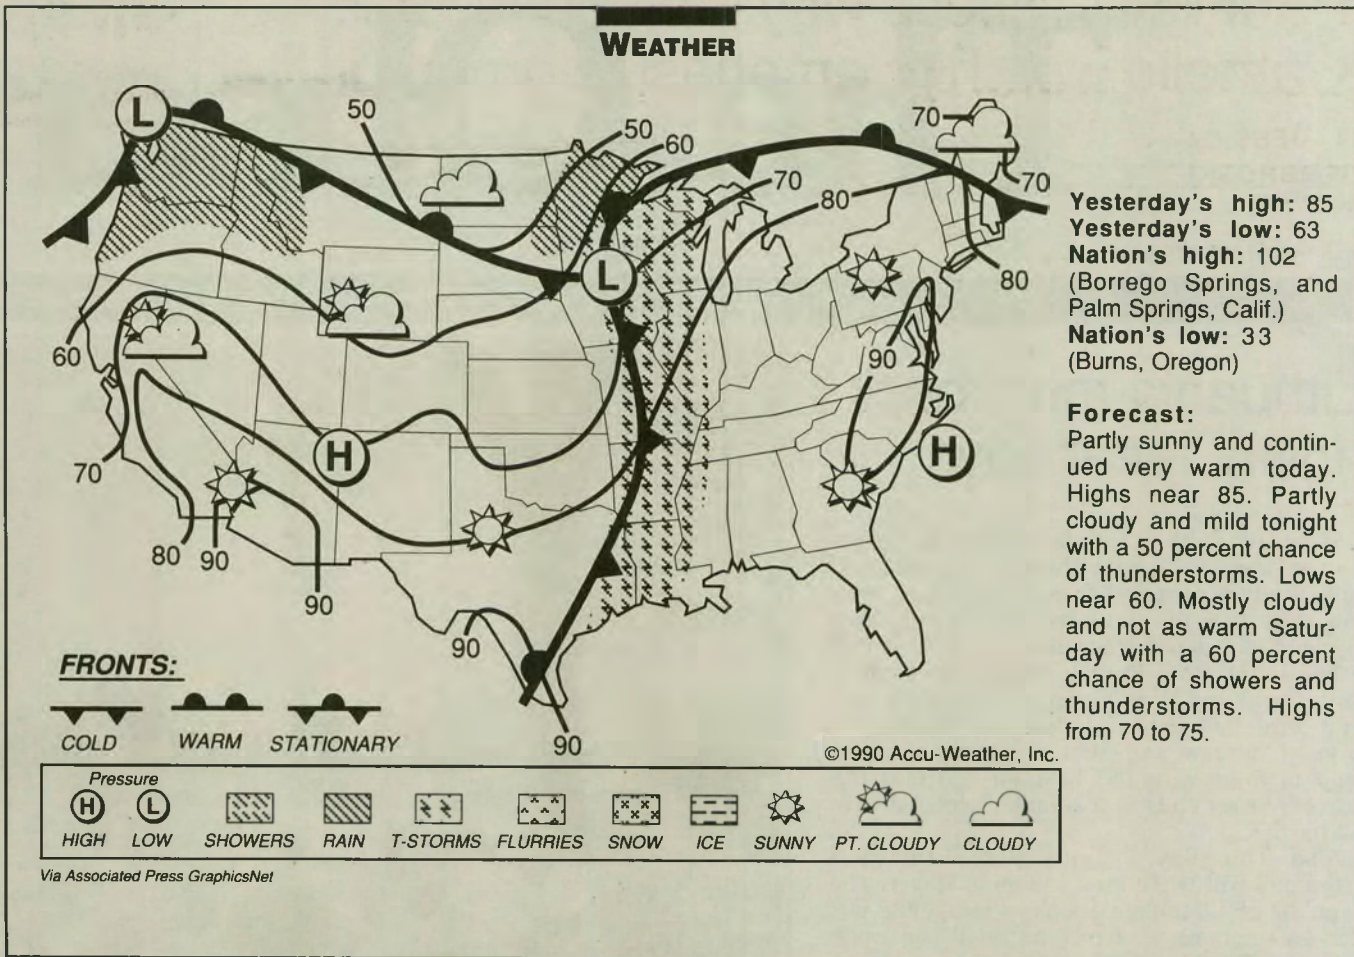 WEATHER
L
50
50
60
70
70
80
70
80
L
60
90
70
H
H
80
90
90
90
90
Yesterday's high: 85
Yesterday's low: 63
Nation's high: 102
(Borrego Springs, and
Palm Springs, Calif.)
Nation's low: 33
(Burns, Oregon)
Forecast:
Partly sunny and contin-
ued very warm today.
Highs near 85. Partly
cloudy and mild tonight
with a 50 percent chance
of thunderstorms. Lows
near 60. Mostly cloudy
and not as warm Satur-
day with a 60 percent
chance of showers and
thunderstorms. Highs
from 70 to 75.
FRONTS:
COLD WARM STATIONARY
©1990 Accu-Weather, Inc.
Pressure
H L
HIGH LOW SHOWERS RAIN T-STORMS FLURRIES SNOW ICE SUNNY PT. CLOUDY CLOUDY
Via Associated Press GraphicsNet